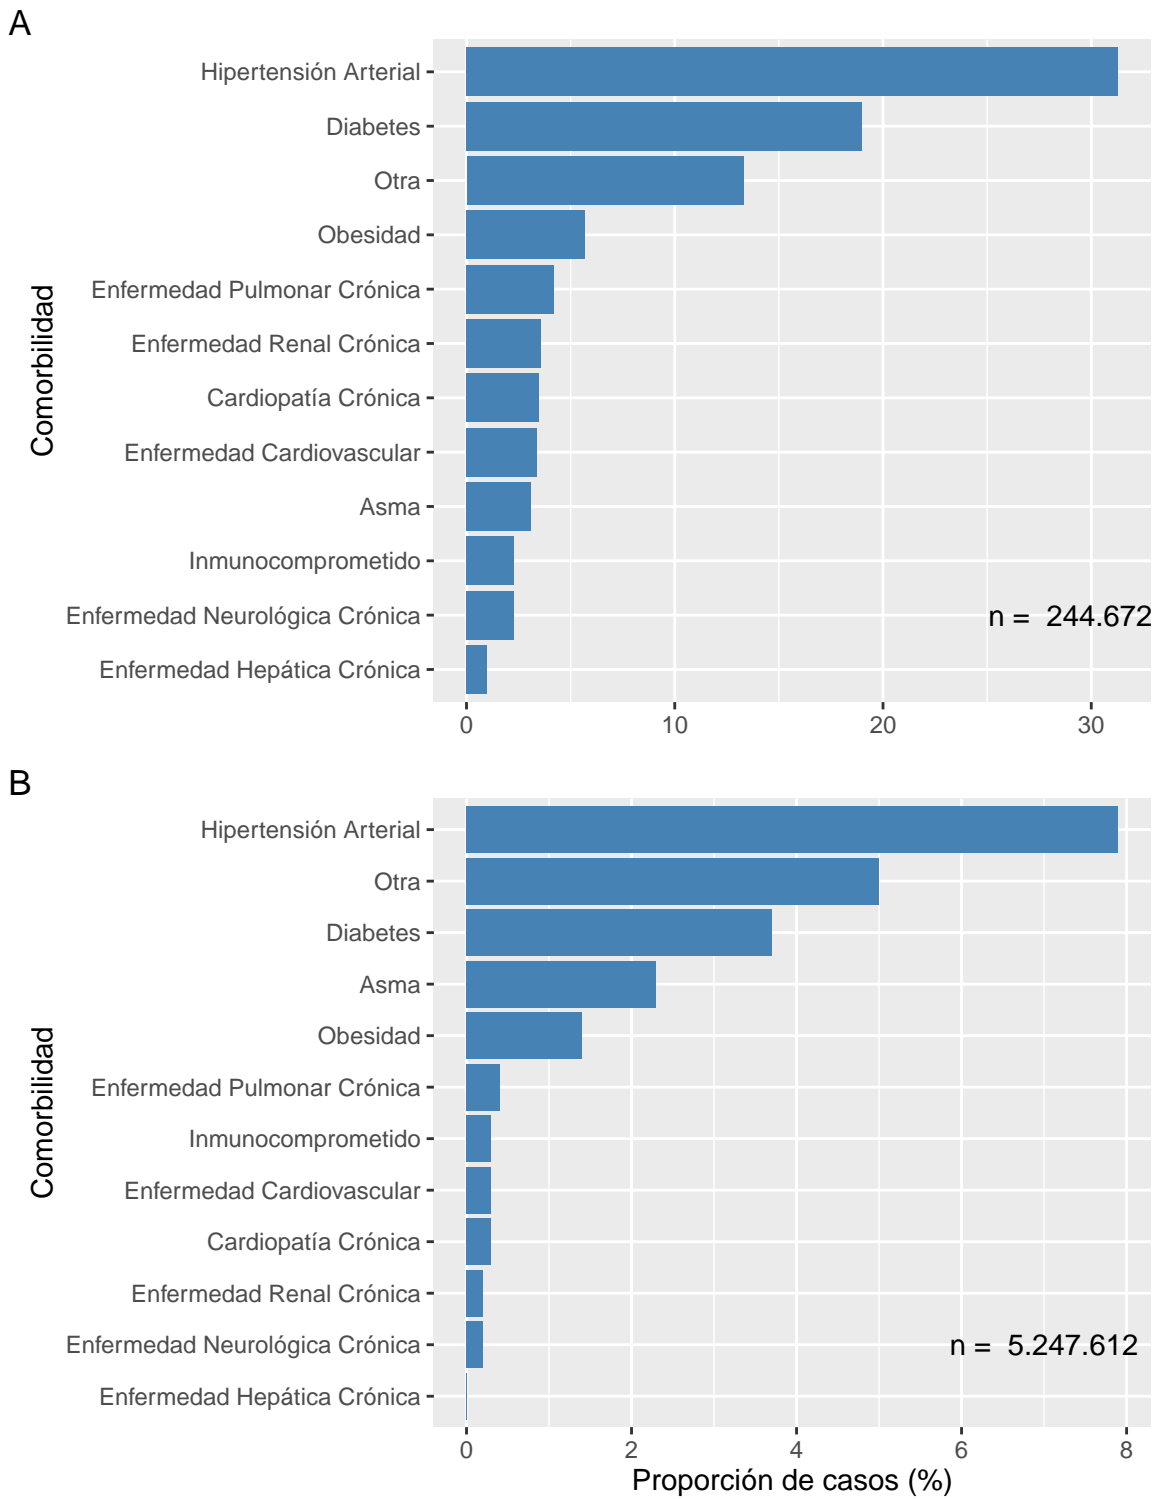 A
Hipertensión Arterial
Diabetes
Otra
Obesidad
Enfermedad Pulmonar Crónica
Enfermedad Renal Crónica
Cardiopatía Crónica
Enfermedad Cardiovascular
Asma
Inmunocomprometido
Enfermedad Neurológica Crónica
Enfermedad Hepática Crónica
Comorbilidad
n =  244.672
0 10 20 30
B
Hipertensión Arterial
Otra
Diabetes
Asma
Obesidad
Enfermedad Pulmonar Crónica
Inmunocomprometido
Enfermedad Cardiovascular
Cardiopatía Crónica
Enfermedad Renal Crónica
Enfermedad Neurológica Crónica
Enfermedad Hepática Crónica
Comorbilidad
n =  5.247.612
0 2 4 6 8
Proporción de casos (%)